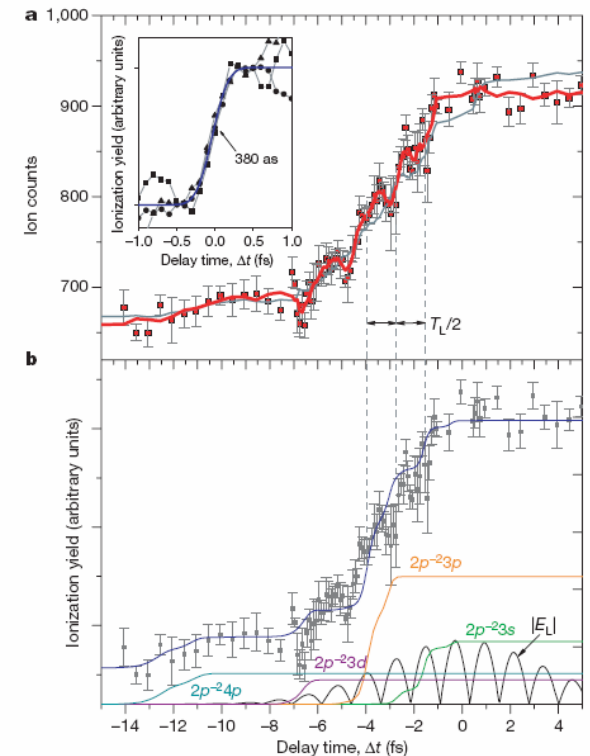 a
Ionization yield (arbitrary units)
380 as
–1.0 –0.5 0.0 0.5 1.0
Delay time, Δt (fs)
Ion counts
900
800
700
T_L/2
b
Ionization yield (arbitrary units)
2p⁻²3p
2p⁻²3s
|E_L|
2p⁻²3d
2p⁻²4p
–14 –12 –10 –8 –6 –4 –2 0 2 4
Delay time, Δt (fs)